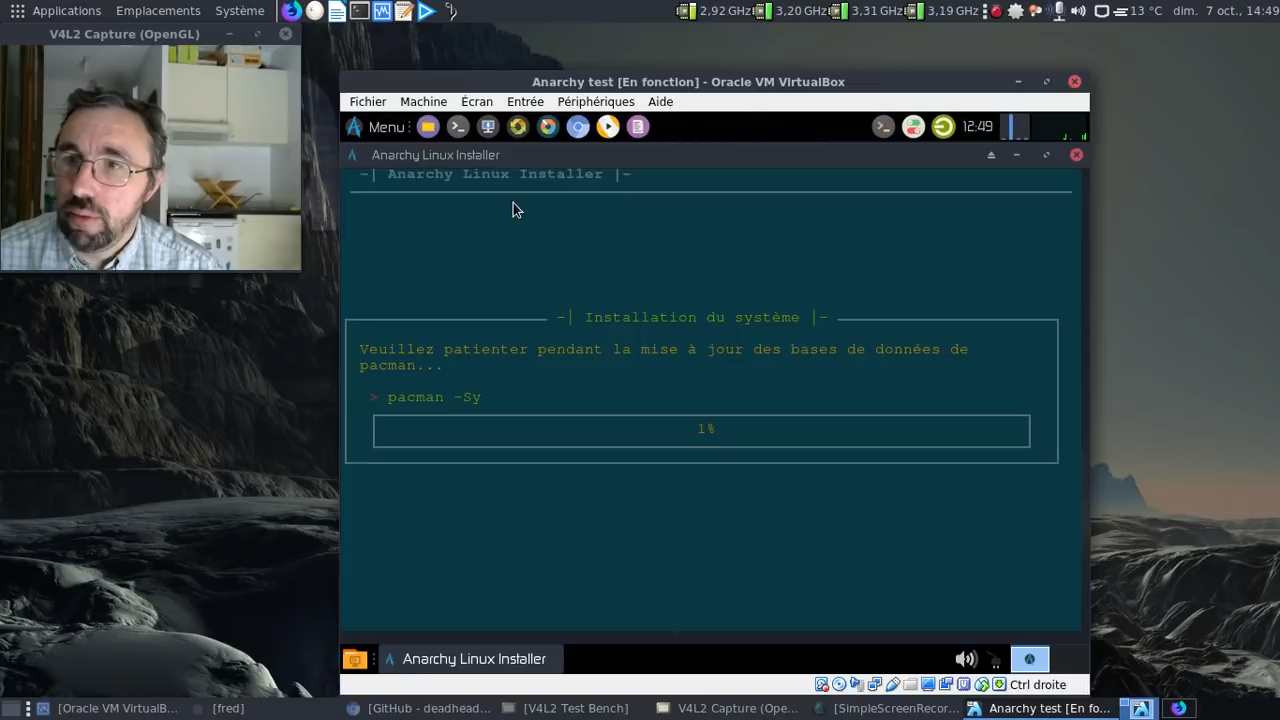 Applications Emplacements Système
2,92 GHz 3,20 GHz 3,31 GHz 3,19 GHz 13 °C dim. 7 oct., 14:49
V4L2 Capture (OpenGL)
Anarchy test [En fonction] - Oracle VM VirtualBox
Fichier Machine Écran Entrée Périphériques Aide
Menu 12:49
Anarchy Linux Installer
-| Anarchy Linux Installer |-
-| Installation du système |-
Veuillez patienter pendant la mise à jour des bases de données de
pacman...
> pacman -Sy
1%
Anarchy Linux Installer
Ctrl droite
[Oracle VM VirtualB... [fred] [GitHub - deadhead... [V4L2 Test Bench] V4L2 Capture (Ope... [SimpleScreenRecor... Anarchy test [En fo...